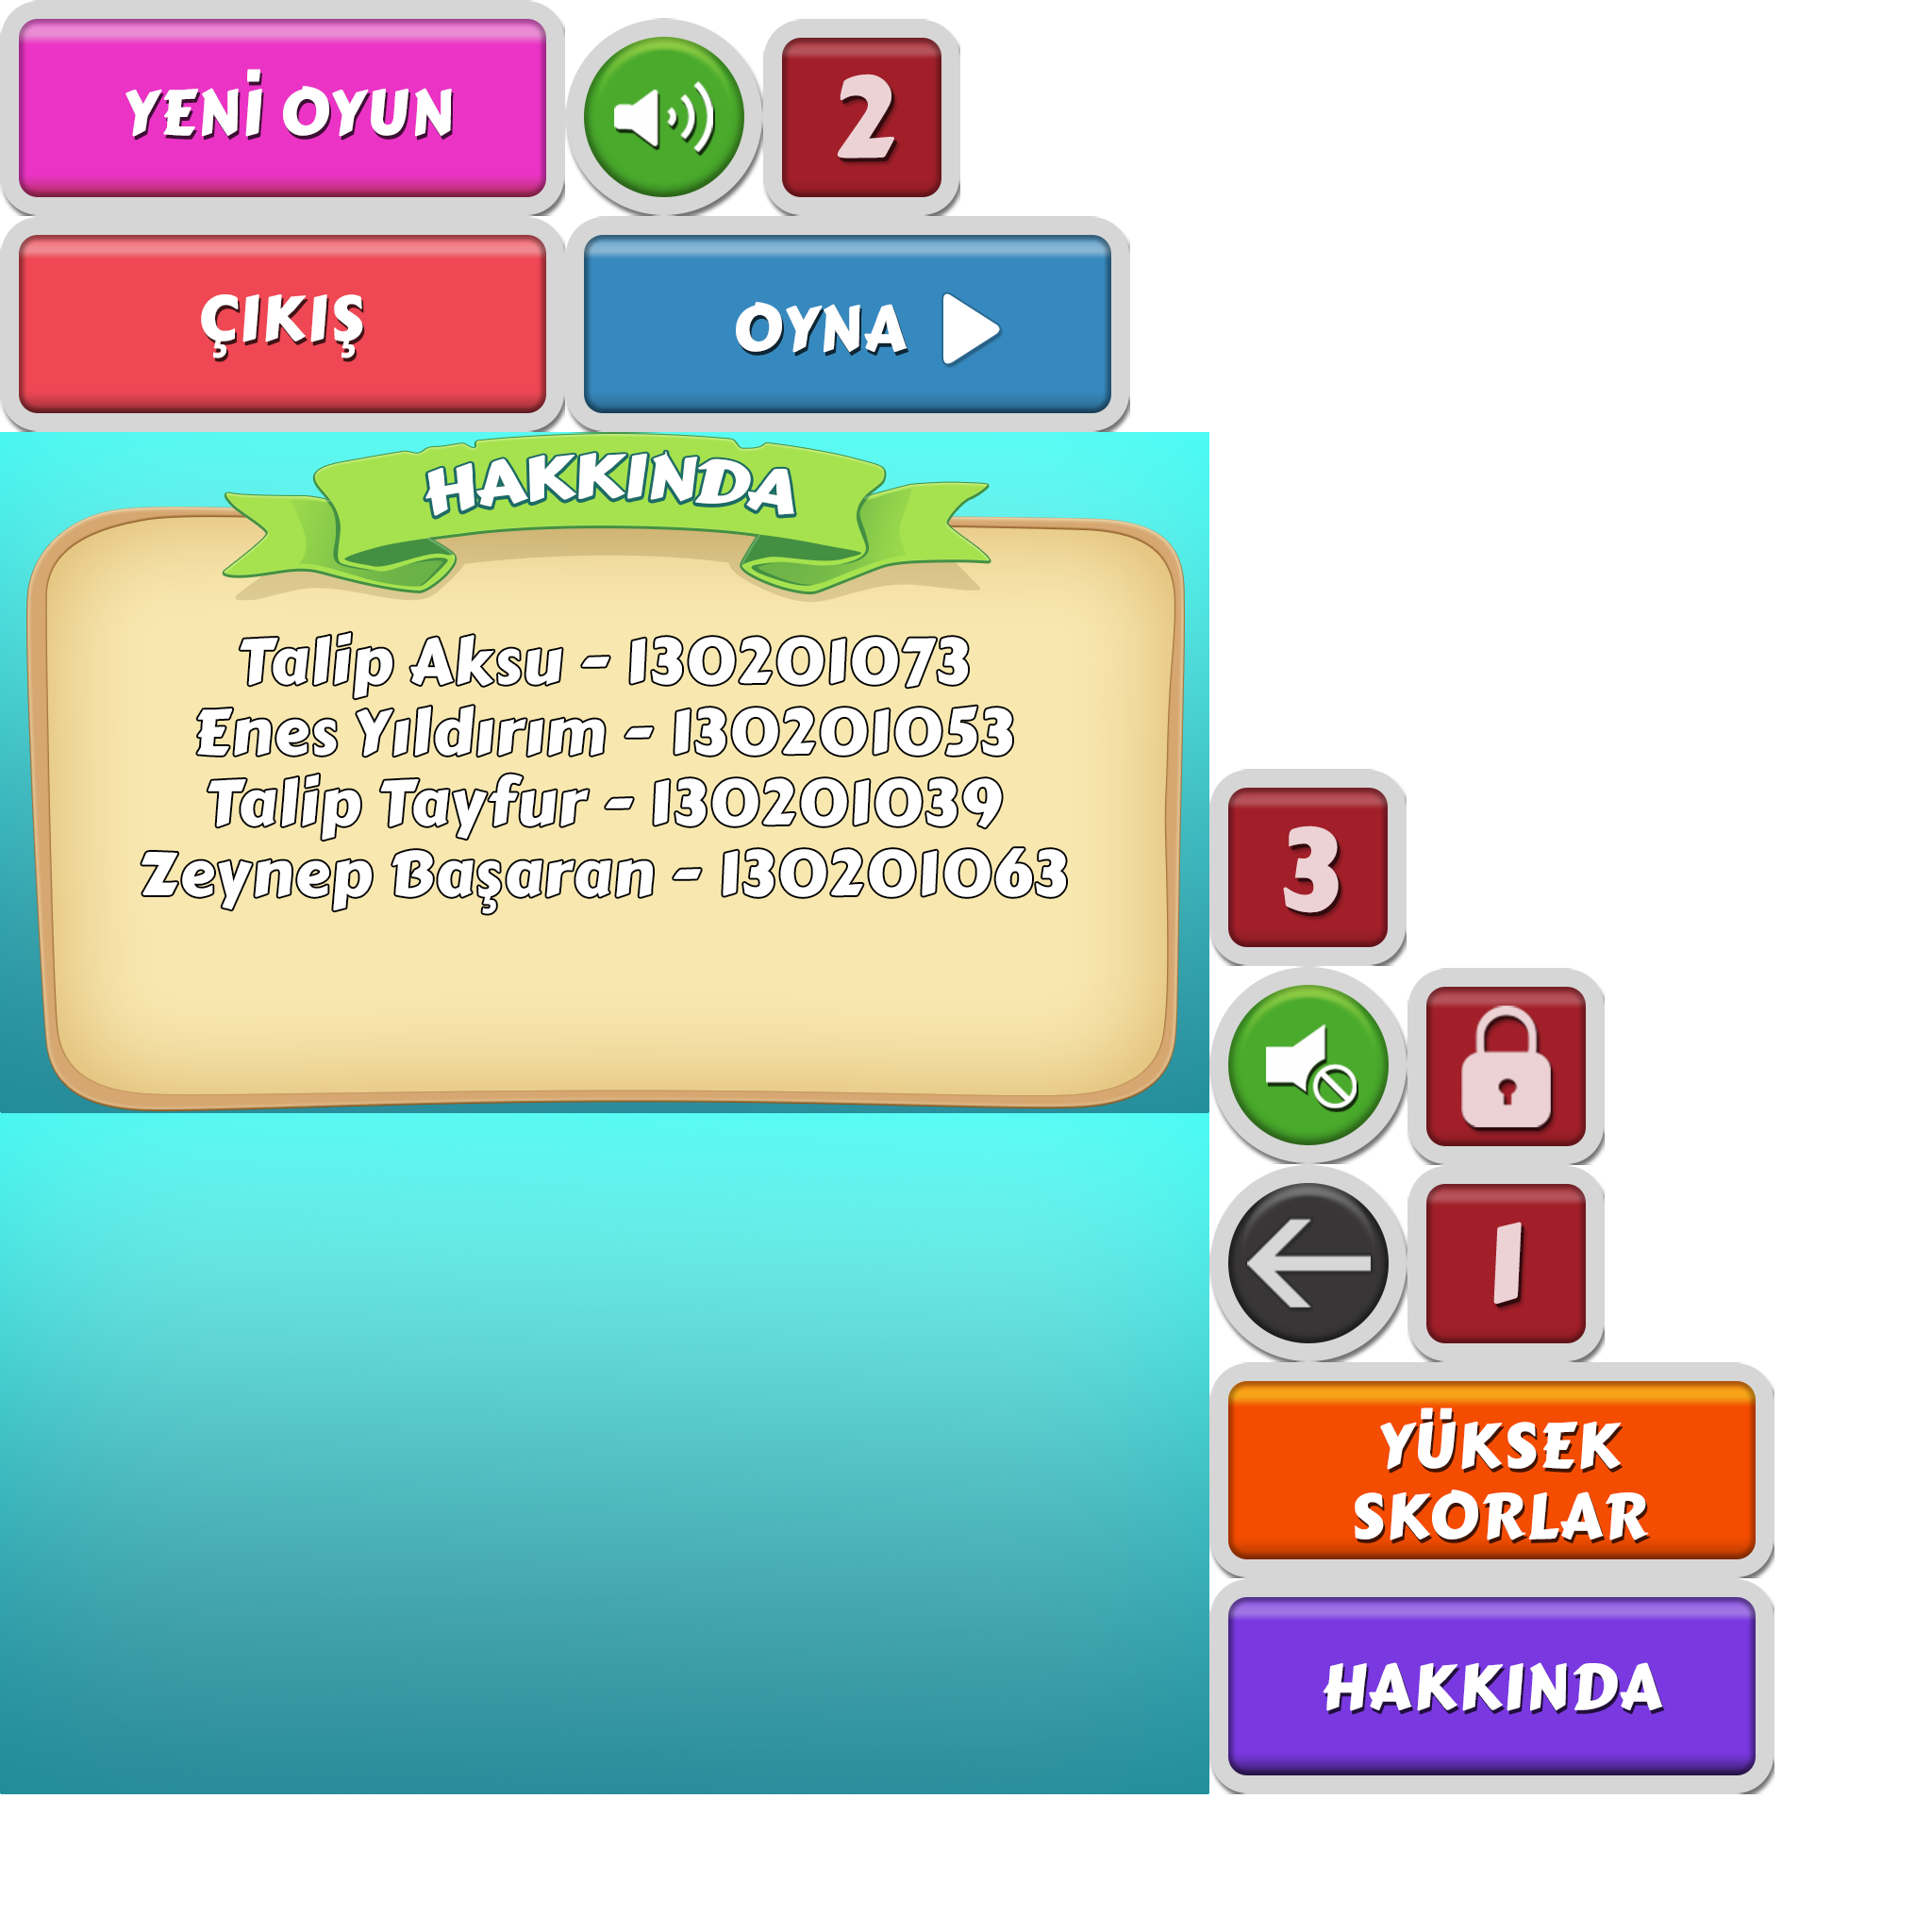 YENİ OYUN
2
ÇIKIŞ
OYNA
HAKKINDA
Talip Aksu - 130201073
Enes Yıldırım - 130201053
Talip Tayfur - 130201039
Zeynep Başaran - 130201063
3
1
YÜKSEK
SKORLAR
HAKKINDA